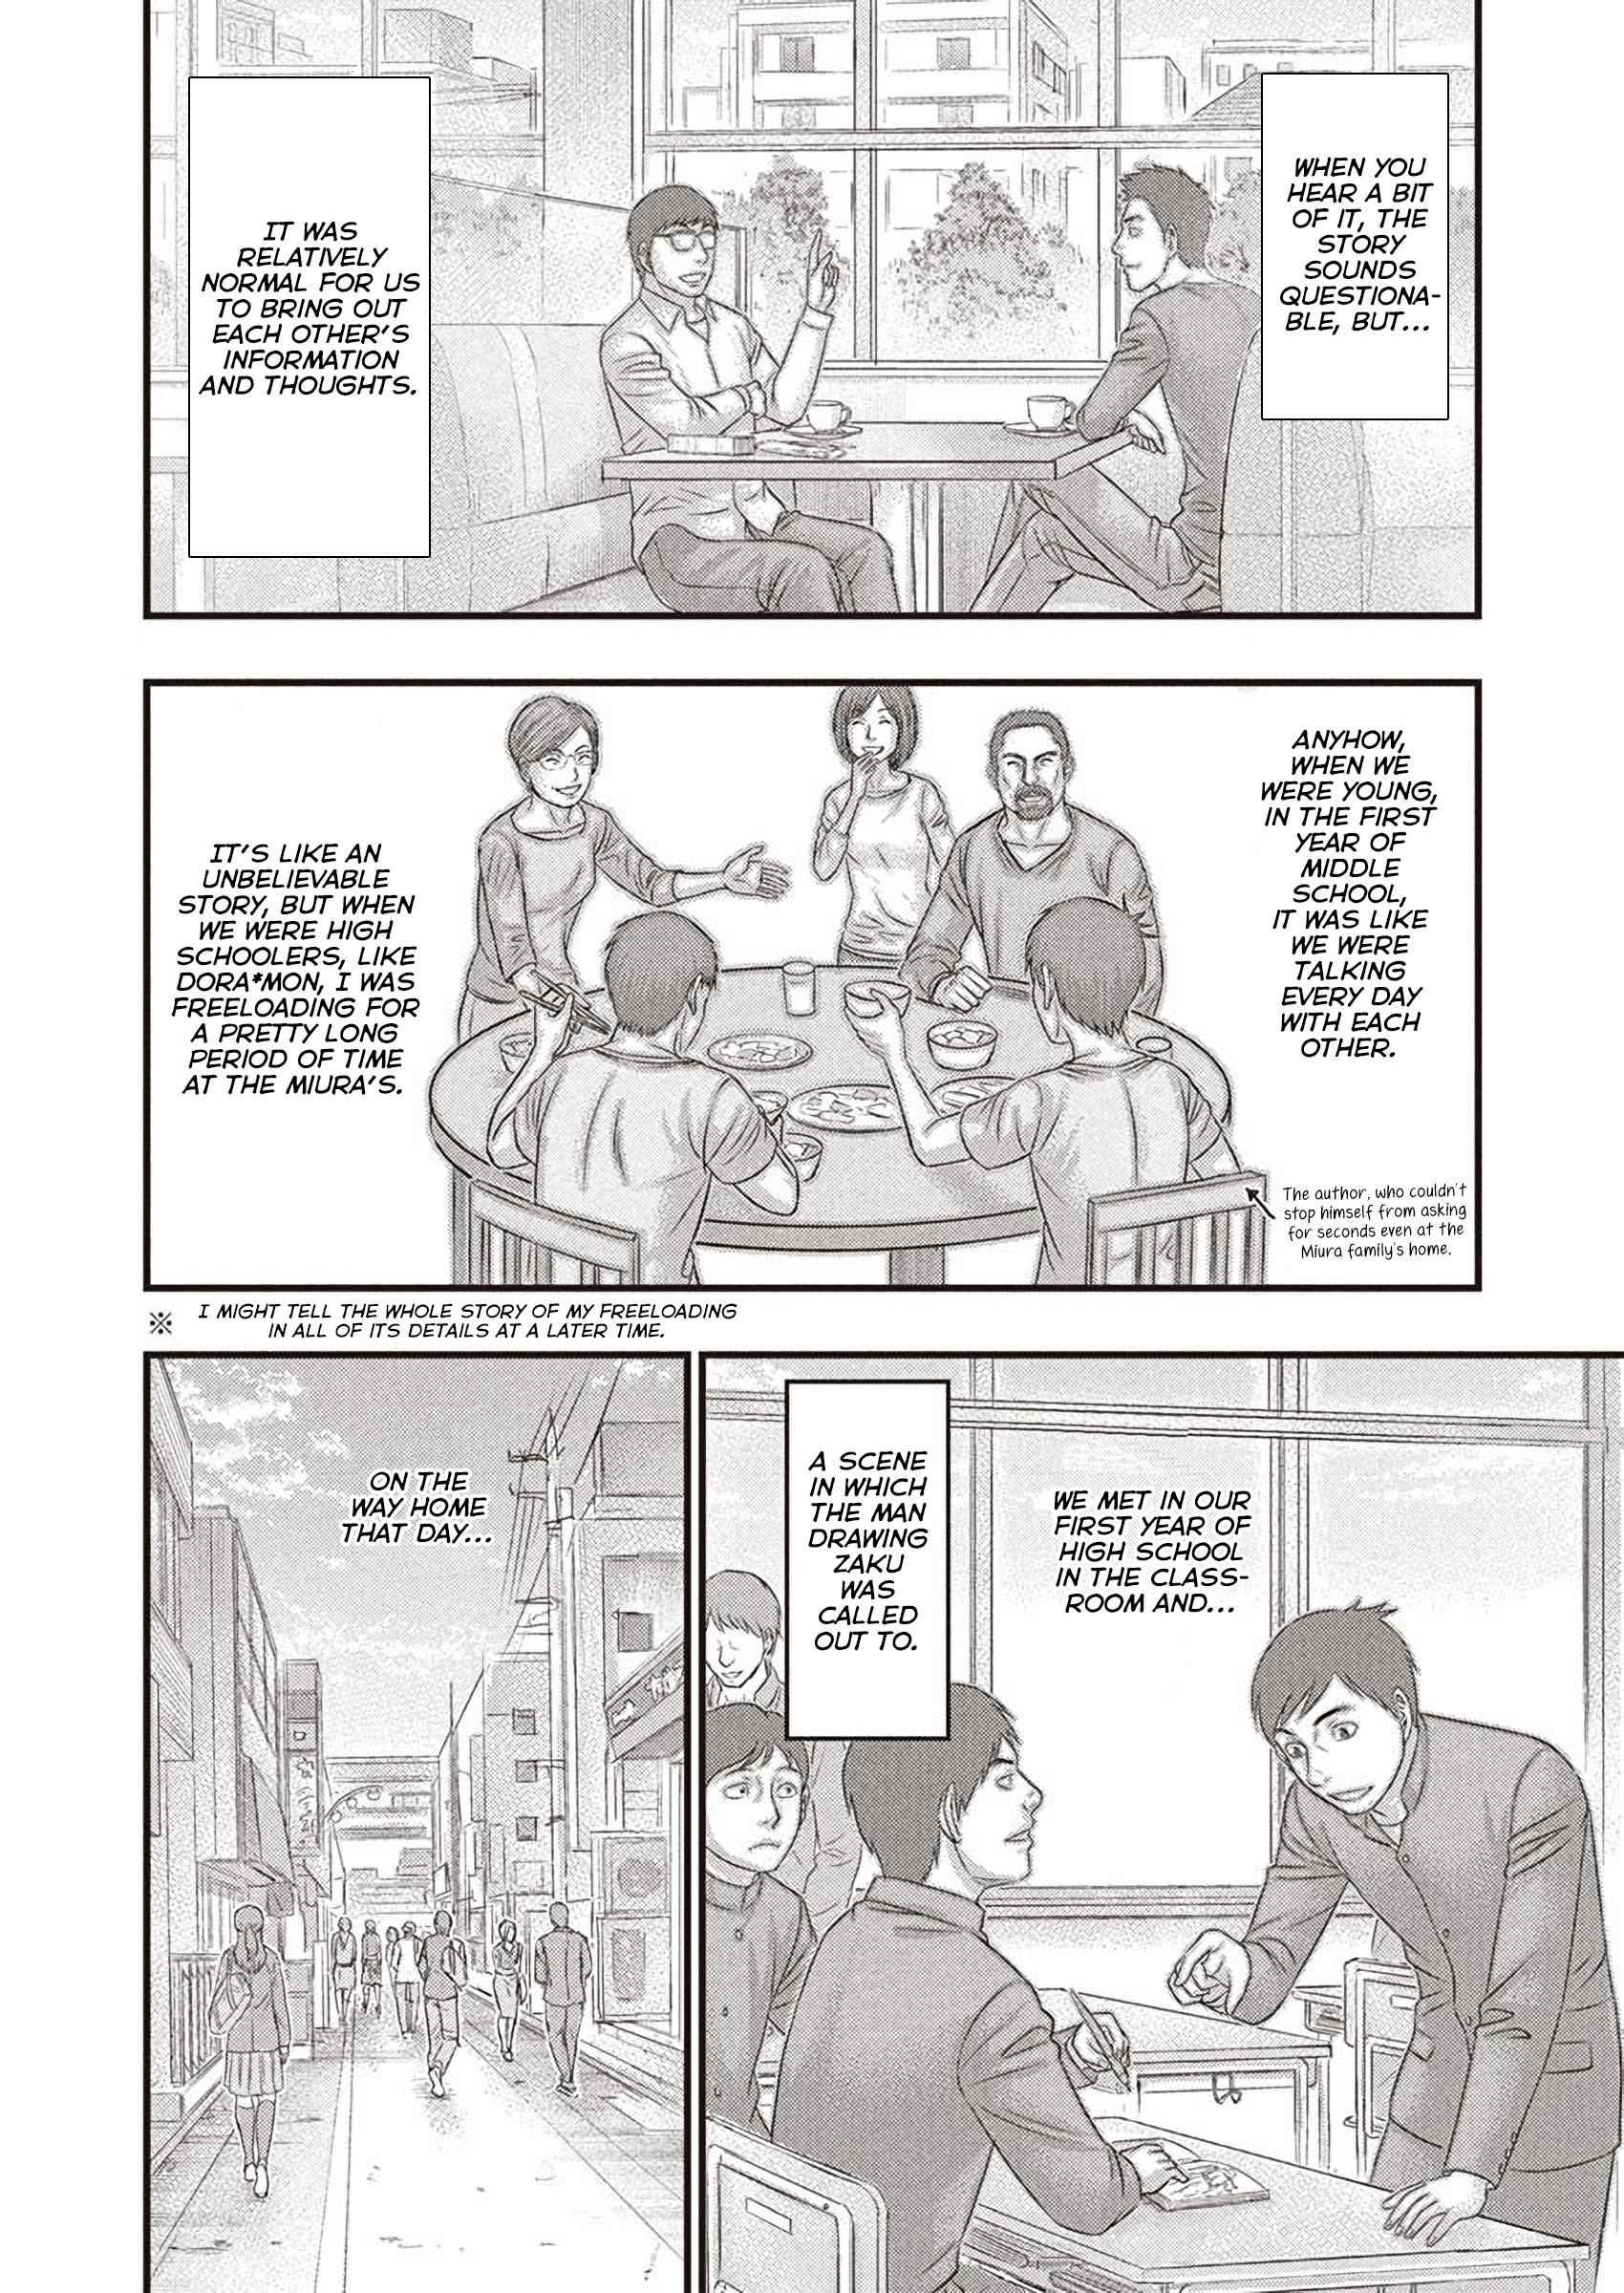 WHEN YOU
HEAR A BIT
OF IT, THE
STORY
SOUNDS
QUESTIONA-
BLE, BUT...
IT WAS
RELATIVELY
NORMAL FOR US
TO BRING OUT
EACH OTHER'S
INFORMATION
AND THOUGHTS.
ANYHOW,
WHEN WE
WERE YOUNG,
IN THE FIRST
YEAR OF
MIDDLE
SCHOOL,
IT WAS LIKE
WE WERE
TALKING
EVERY DAY
WITH EACH
OTHER.
The author, who couldn't
stop himself from asking
for seconds even at the
Miura family's home.
IT'S LIKE AN
UNBELIEVABLE
STORY, BUT WHEN
WE WERE HIGH
SCHOOLERS, LIKE
DORA*MON, I WAS
FREELOADING FOR
A PRETTY LONG
PERIOD OF TIME
AT THE MIURA'S.
※ I MIGHT TELL THE WHOLE STORY OF MY FREELOADING
IN ALL OF ITS DETAILS AT A LATER TIME.
WE MET IN OUR
FIRST YEAR OF
HIGH SCHOOL
IN THE CLASS-
ROOM AND...
A SCENE
IN WHICH
THE MAN
DRAWING
ZAKU
WAS
CALLED
OUT TO.
ON THE
WAY HOME
THAT DAY...